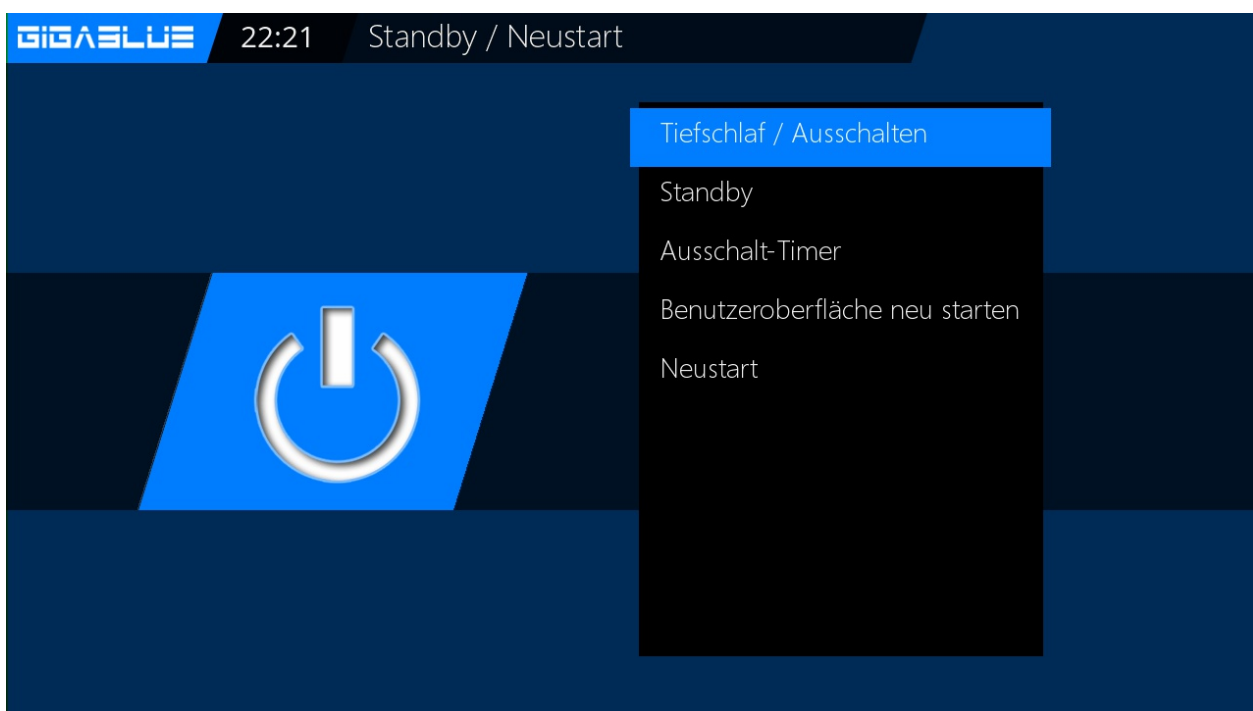 GIGABLUE 22:21 Standby / Neustart
Tiefschlaf / Ausschalten
Standby
Ausschalt-Timer
Benutzeroberfläche neu starten
Neustart